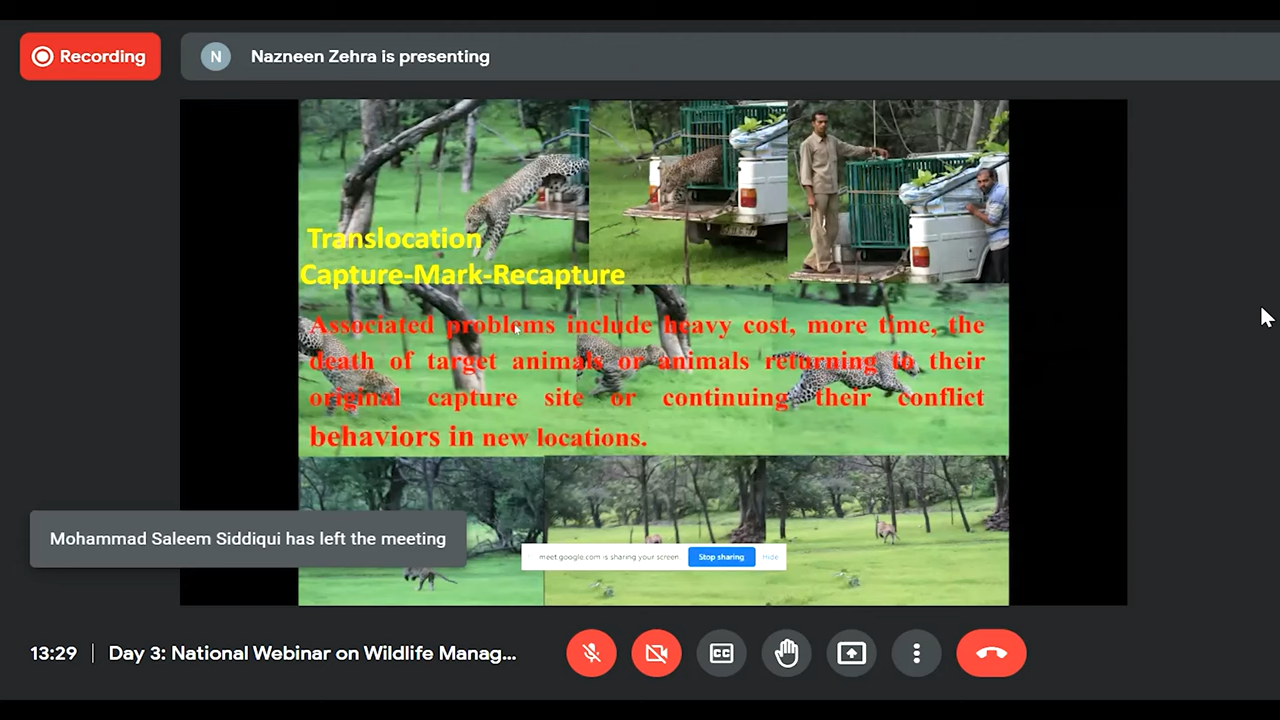 Recording
N
Nazneen Zehra is presenting
Translocation
Capture-Mark-Recapture
Associated problems include heavy cost, more time, the
death of target animals or animals returning to their
original capture site or continuing their conflict
behaviors in new locations.
Mohammad Saleem Siddiqui has left the meeting
meet.google.com is sharing your screen.
Stop sharing
Hide
13:29
Day 3: National Webinar on Wildlife Manag...
CC